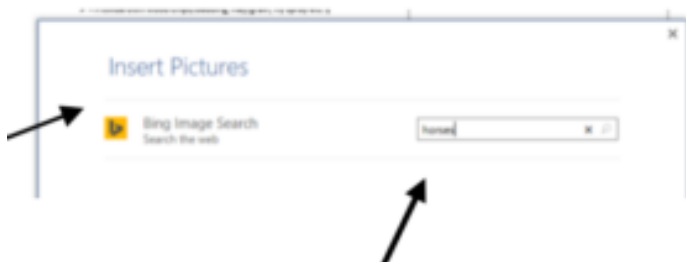 Insert Pictures
Bing Image Search
Search the web
horses